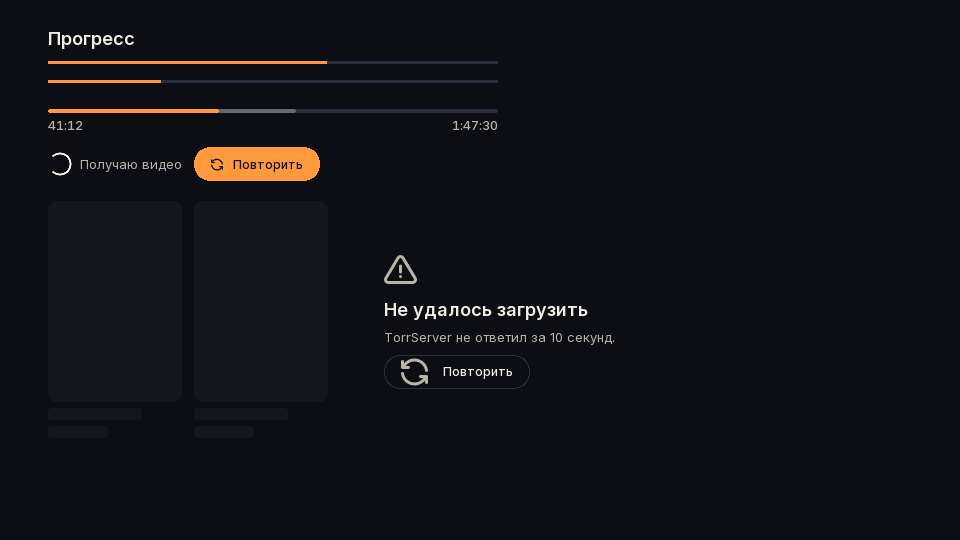 Прогресс
41:12
1:47:30
Получаю видео
Повторить
Не удалось загрузить
TorrServer не ответил за 10 секунд.
Повторить